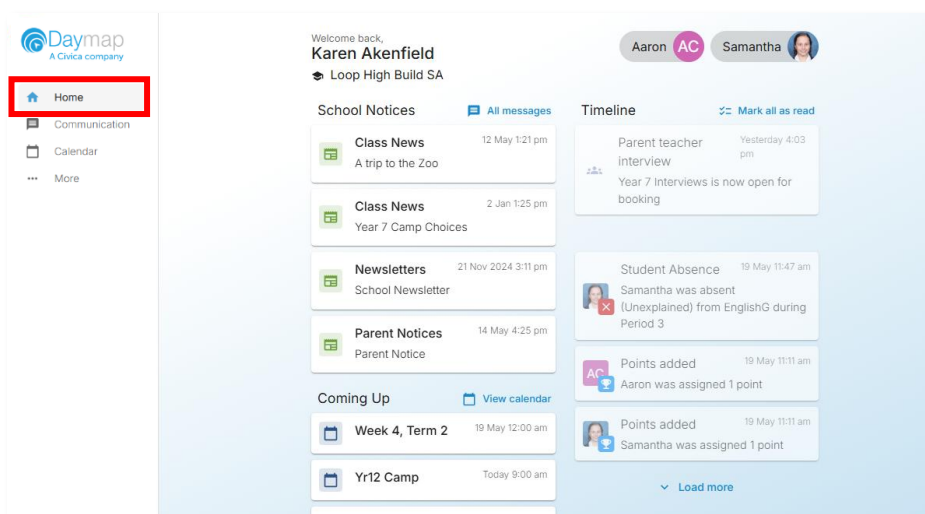 Daymap
A Civica company
Home
Communication
Calendar
More
Welcome back,
Karen Akenfield
Loop High Build SA
Aaron AC Samantha
School Notices All messages
Class News 12 May 1:21 pm
A trip to the Zoo
Class News 2 Jan 1:25 pm
Year 7 Camp Choices
Newsletters 21 Nov 2024 3:11 pm
School Newsletter
Parent Notices 14 May 4:25 pm
Parent Notice
Coming Up View calendar
Week 4, Term 2 19 May 12:00 am
Yr12 Camp Today 9:00 am
Timeline Mark all as read
Parent teacher Yesterday 4:03
interview pm
Year 7 Interviews is now open for
booking
Student Absence 19 May 11:47 am
Samantha was absent
(Unexplained) from EnglishG during
Period 3
AC Points added 19 May 11:11 am
Aaron was assigned 1 point
Points added 19 May 11:11 am
Samantha was assigned 1 point
Load more